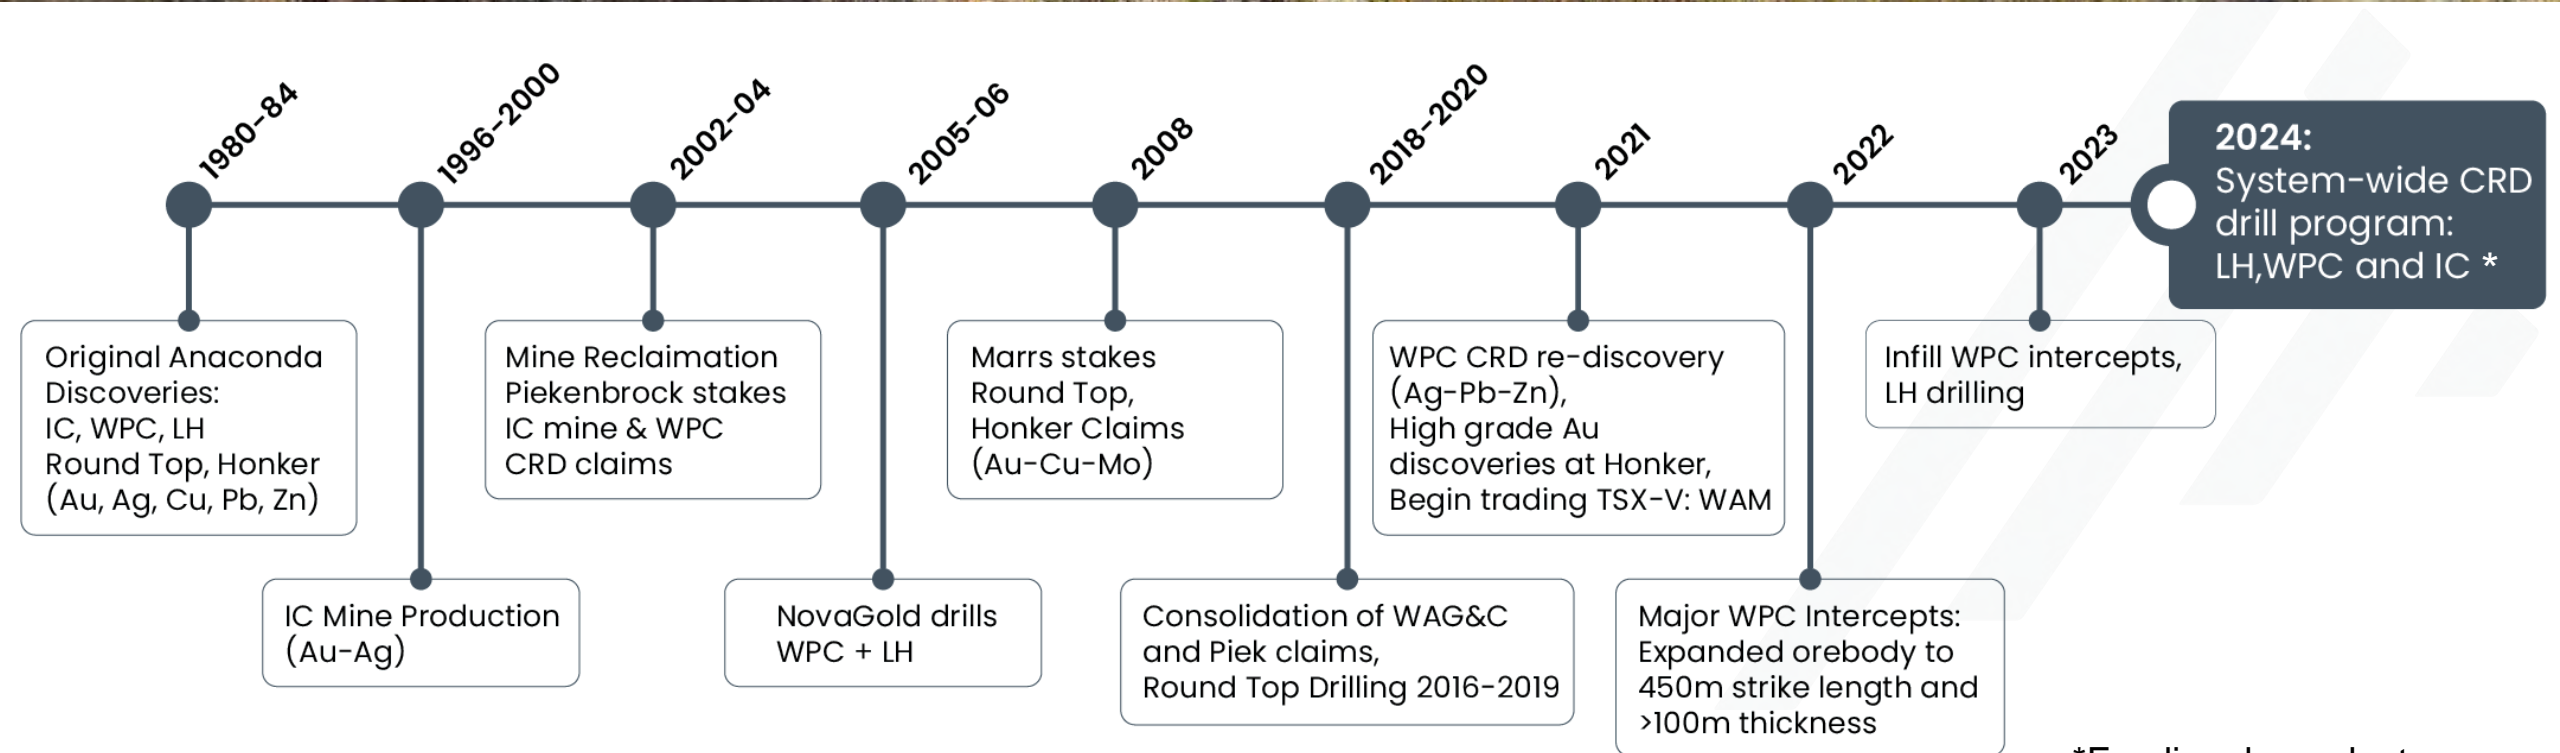 1980-84
1996-2000
2002-04
2005-06
2008
2018-2020
2021
2022
2023
2024:
System-wide CRD
drill program:
LH,WPC and IC *
Original Anaconda
Discoveries:
IC, WPC, LH
Round Top, Honker
(Au, Ag, Cu, Pb, Zn)
IC Mine Production
(Au-Ag)
Mine Reclaimation
Piekenbrock stakes
IC mine & WPC
CRD claims
NovaGold drills
WPC + LH
Marrs stakes
Round Top,
Honker Claims
(Au-Cu-Mo)
Consolidation of WAG&C
and Piek claims,
Round Top Drilling 2016-2019
WPC CRD re-discovery
(Ag-Pb-Zn),
High grade Au
discoveries at Honker,
Begin trading TSX-V: WAM
Major WPC Intercepts:
Expanded orebody to
450m strike length and
>100m thickness
Infill WPC intercepts,
LH drilling